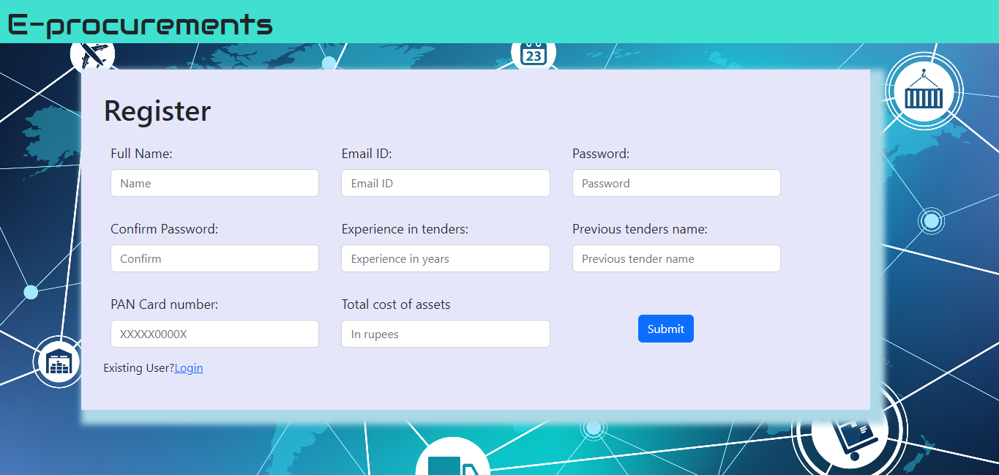 E-procurements
23
Register
Full Name: Email ID: Password:
Name Email ID Password
Confirm Password: Experience in tenders: Previous tenders name:
Confirm Experience in years Previous tender name
PAN Card number: Total cost of assets
XXXXX0000X In rupees Submit
Existing User?Login